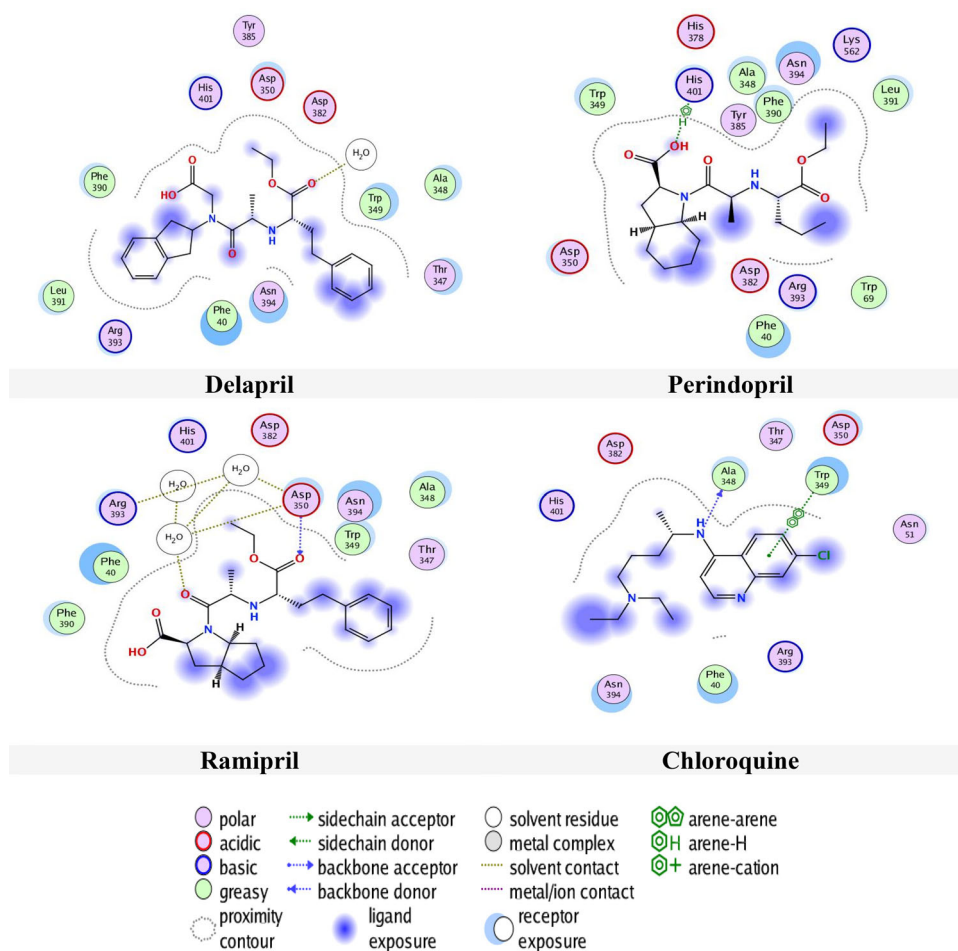 Tyr
385
His
401
Asp
350
Asp
382
H₂O
Phe
390
HO
O
O
O
O
N
O
N
H
Trp
349
Ala
348
Thr
347
Leu
391
Arg
393
Phe
40
Asn
394
Delapril
His
378
Lys
562
His
401
Ala
348
Asn
394
Trp
349
Phe
390
Leu
391
Tyr
385
H
OH
O
O
O
O
H
N
N
H
H
Asp
350
Asp
382
Arg
393
Trp
69
Phe
40
Perindopril
His
401
Asp
382
H₂O
H₂O
Arg
393
Asp
350
Asn
394
Ala
348
H₂O
Trp
349
Thr
347
Phe
40
Phe
390
O
O
O
O
HO
N
N
H
H
H
Ramipril
Asp
382
Thr
347
Asp
350
Ala
348
Trp
349
His
401
Asn
51
H
N
N
N
Cl
Arg
393
Asn
394
Phe
40
Chloroquine
polar sidechain acceptor solvent residue arene-arene
acidic sidechain donor metal complex H arene-H
basic backbone acceptor solvent contact + arene-cation
greasy backbone donor metal/ion contact
proximity contour ligand exposure receptor exposure